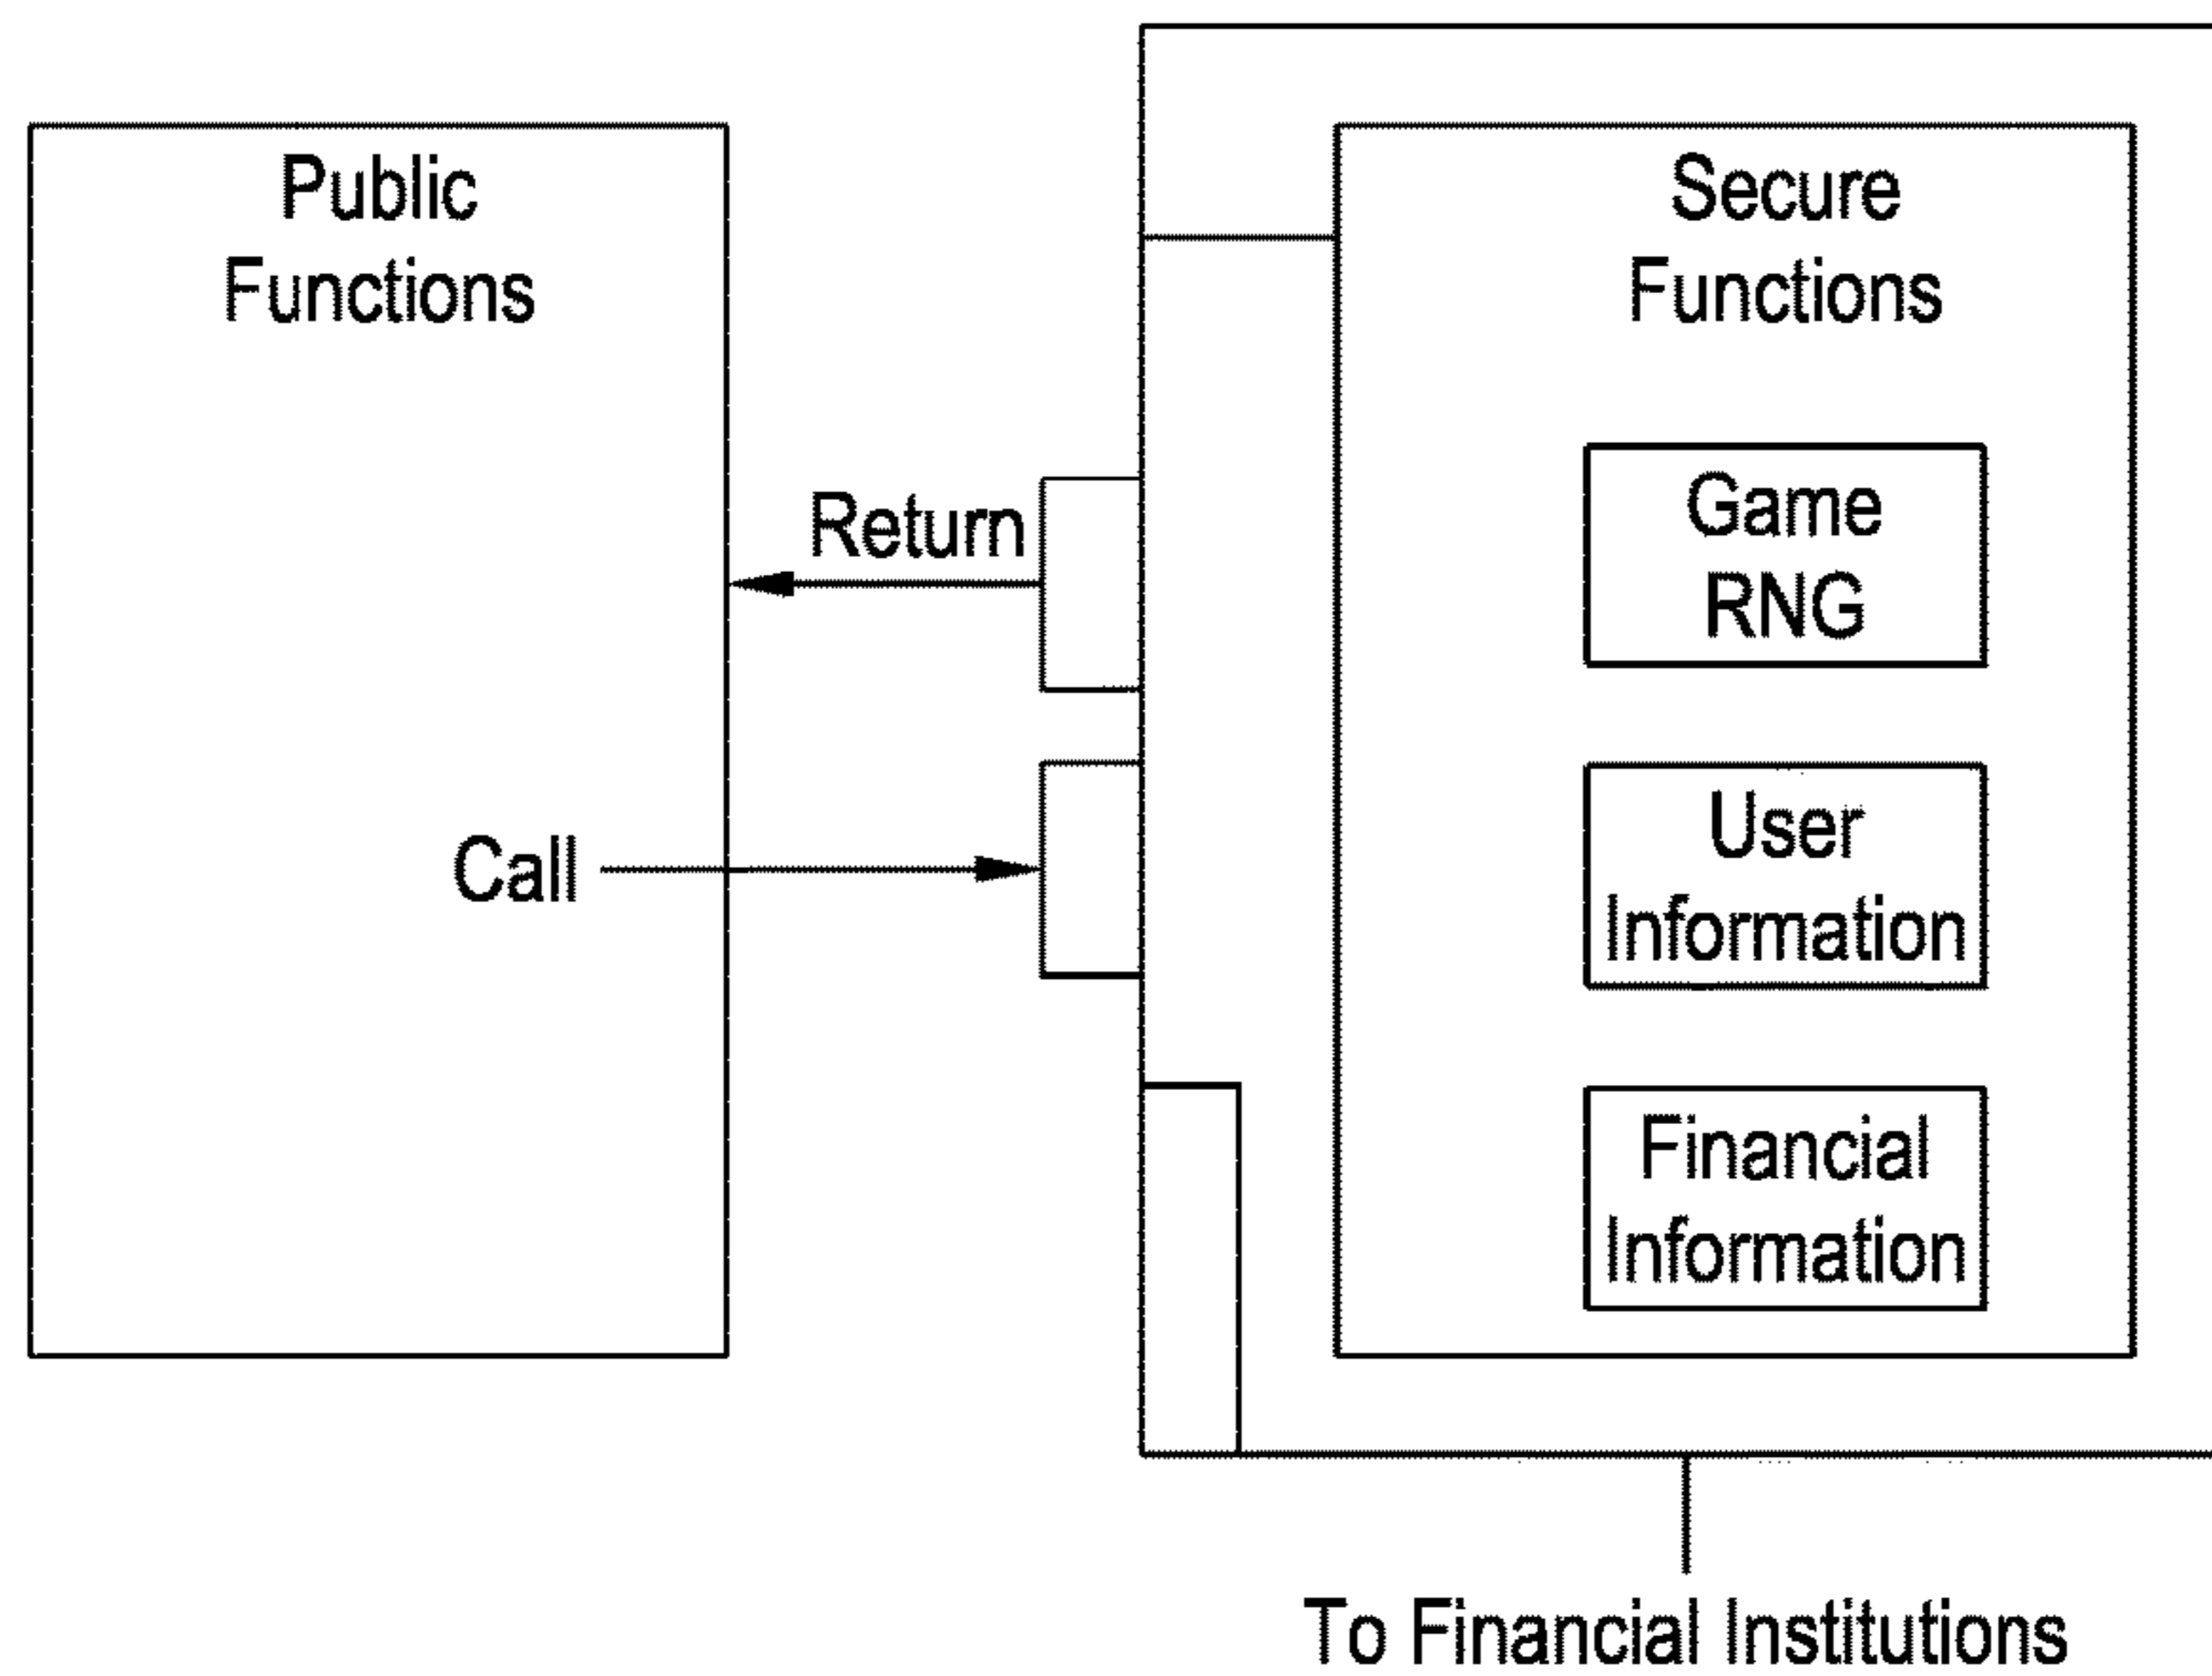 Public
Functions
Return
Call
Secure
Functions
Game
RNG
User
Information
Financial
Information
To Financial Institutions